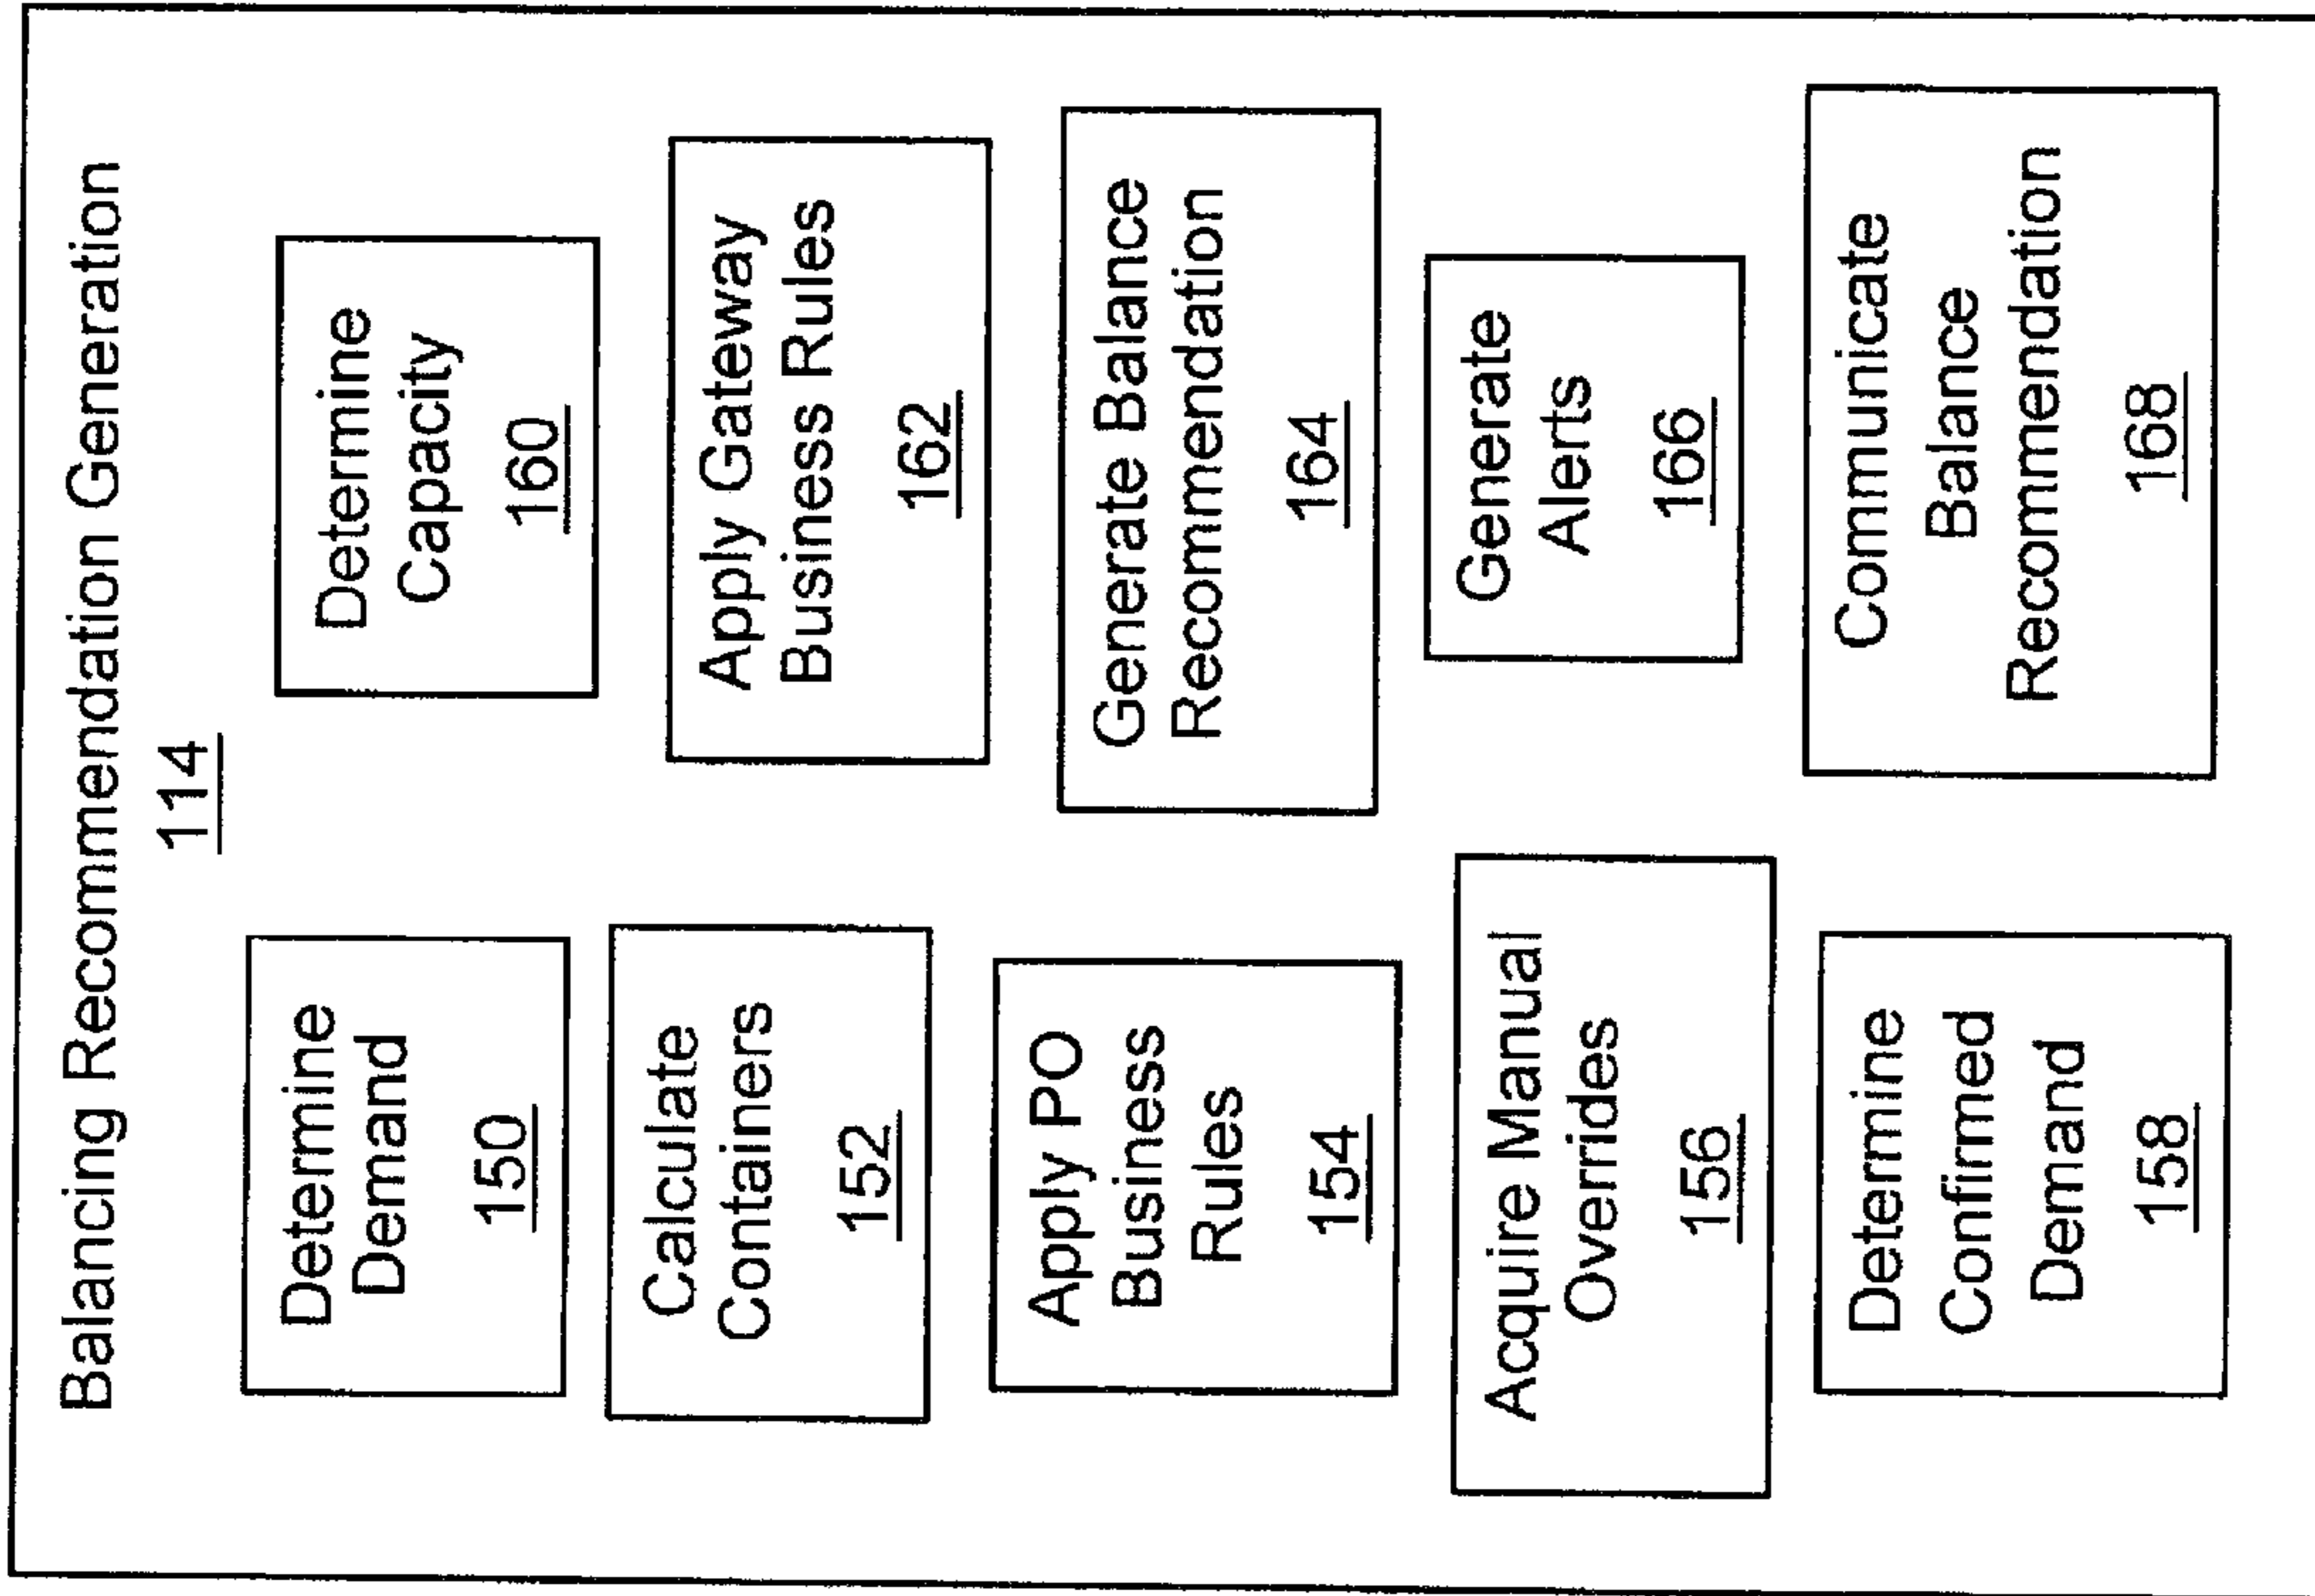 Balancing Recommendation Generation
114
Determine
Demand
150
Calculate
Containers
152
Apply PO
Business
Rules
154
Acquire Manual
Overrides
156
Determine
Confirmed
Demand
158
Determine
Capacity
160
Apply Gateway
Business Rules
162
Generate Balance
Recommendation
164
Generate
Alerts
166
Communicate
Balance
Recommendation
168